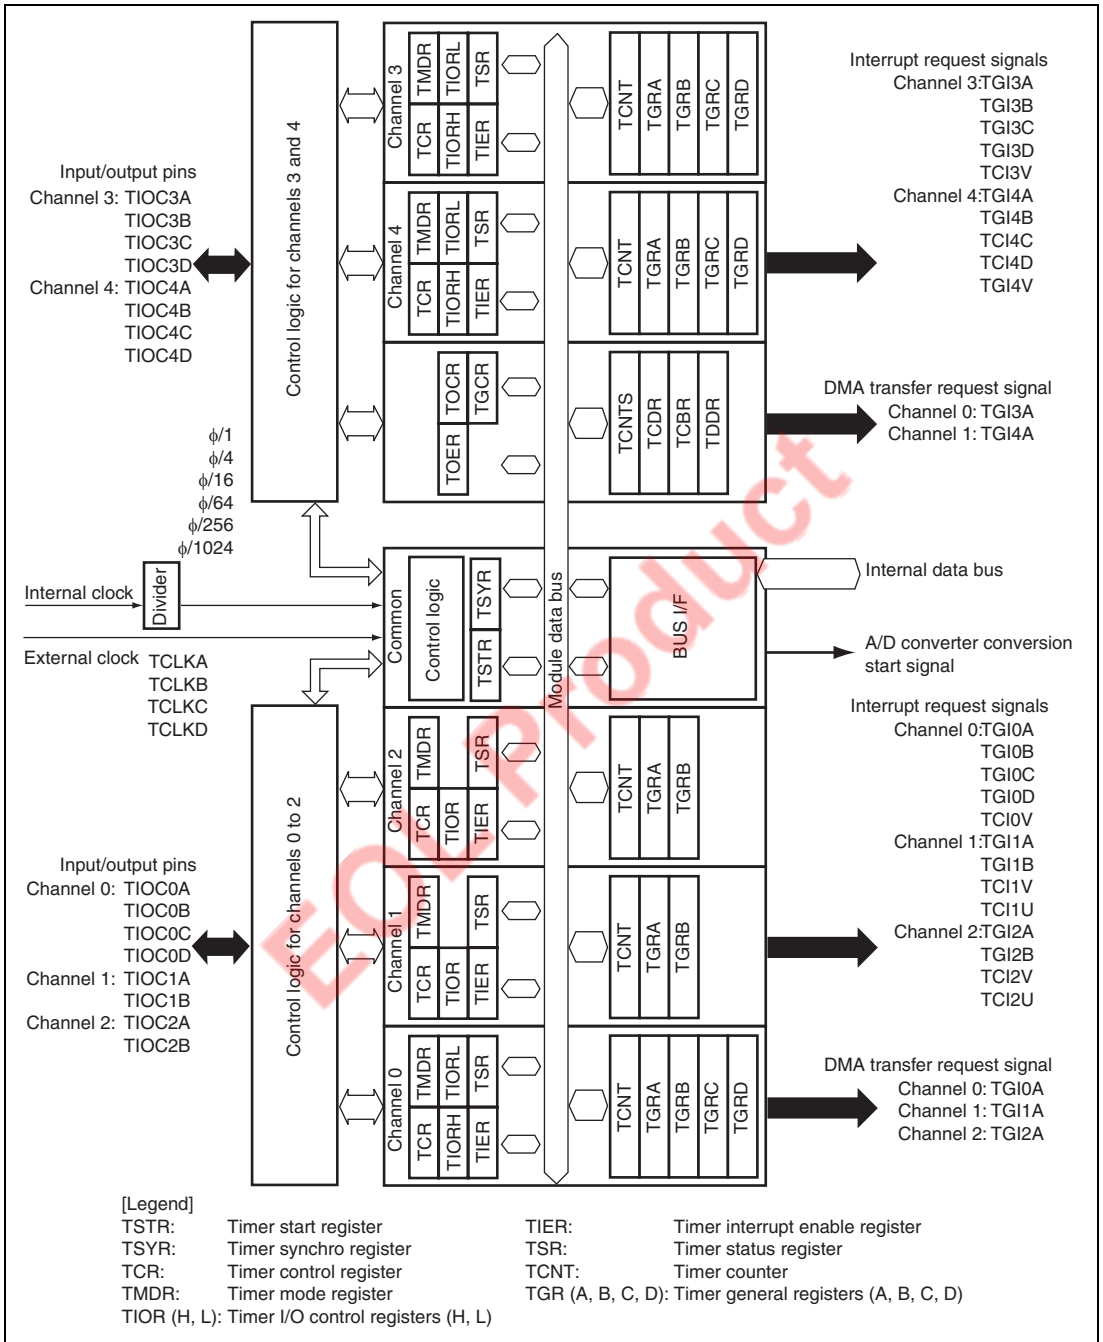 Input/output pins
Channel 3: TIOC3A
TIOC3B
TIOC3C
TIOC3D
Channel 4: TIOC4A
TIOC4B
TIOC4C
TIOC4D
φ/1
φ/4
φ/16
φ/64
φ/256
φ/1024
Internal clock
Divider
External clock
TCLKA
TCLKB
TCLKC
TCLKD
Input/output pins
Channel 0: TIOC0A
TIOC0B
TIOC0C
TIOC0D
Channel 1: TIOC1A
TIOC1B
Channel 2: TIOC2A
TIOC2B
Control logic for channels 3 and 4
Control logic for channels 0 to 2
Channel 3
TMDR
TIORL
TSR
TCR
TIORH
TIER
TCNT
TGRA
TGRB
TGRC
TGRD
Channel 4
TMDR
TIORL
TSR
TCR
TIORH
TIER
TCNT
TGRA
TGRB
TGRC
TGRD
TOCR
TGCR
TOER
TCNTS
TCDR
TCBR
TDDR
Common
Control logic
TSYR
TSTR
Module data bus
BUS I/F
Channel 2
TMDR
TSR
TCR
TIOR
TIER
TCNT
TGRA
TGRB
Channel 1
TMDR
TSR
TCR
TIOR
TIER
TCNT
TGRA
TGRB
Channel 0
TMDR
TIORL
TSR
TCR
TIORH
TIER
TCNT
TGRA
TGRB
TGRC
TGRD
Interrupt request signals
Channel 3:TGI3A
TGI3B
TGI3C
TGI3D
TCI3V
Channel 4:TGI4A
TGI4B
TCI4C
TCI4D
TGI4V
DMA transfer request signal
Channel 0: TGI3A
Channel 1: TGI4A
Internal data bus
A/D converter conversion
start signal
Interrupt request signals
Channel 0:TGI0A
TGI0B
TGI0C
TGI0D
TCI0V
Channel 1:TGI1A
TGI1B
TCI1V
TCI1U
Channel 2:TGI2A
TGI2B
TCI2V
TCI2U
DMA transfer request signal
Channel 0: TGI0A
Channel 1: TGI1A
Channel 2: TGI2A
EOL Product
[Legend]
TSTR: Timer start register
TSYR: Timer synchro register
TCR: Timer control register
TMDR: Timer mode register
TIOR (H, L): Timer I/O control registers (H, L)
TIER: Timer interrupt enable register
TSR: Timer status register
TCNT: Timer counter
TGR (A, B, C, D): Timer general registers (A, B, C, D)